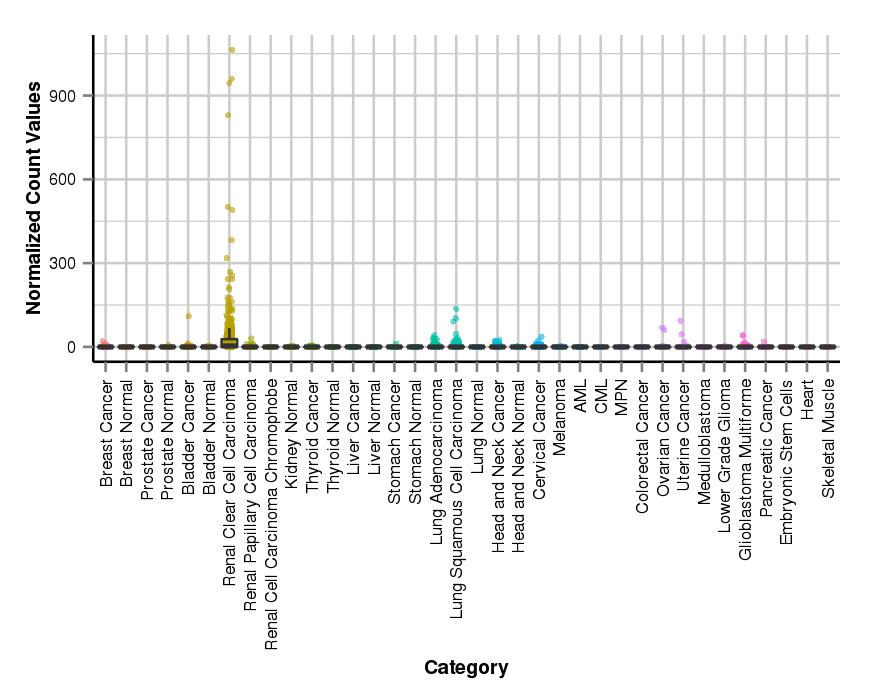 Normalized Count Values
900
600
300
0
Breast Cancer
Breast Normal
Prostate Cancer
Prostate Normal
Bladder Cancer
Bladder Normal
Renal Clear Cell Carcinoma
Renal Papillary Cell Carcinoma
Renal Cell Carcinoma Chromophobe
Kidney Normal
Thyroid Cancer
Thyroid Normal
Liver Cancer
Liver Normal
Stomach Cancer
Stomach Normal
Lung Adenocarcinoma
Lung Squamous Cell Carcinoma
Lung Normal
Head and Neck Cancer
Head and Neck Normal
Cervical Cancer
Melanoma
AML
CML
MPN
Colorectal Cancer
Ovarian Cancer
Uterine Cancer
Medulloblastoma
Lower Grade Glioma
Glioblastoma Multiforme
Pancreatic Cancer
Embryonic Stem Cells
Heart
Skeletal Muscle
Category